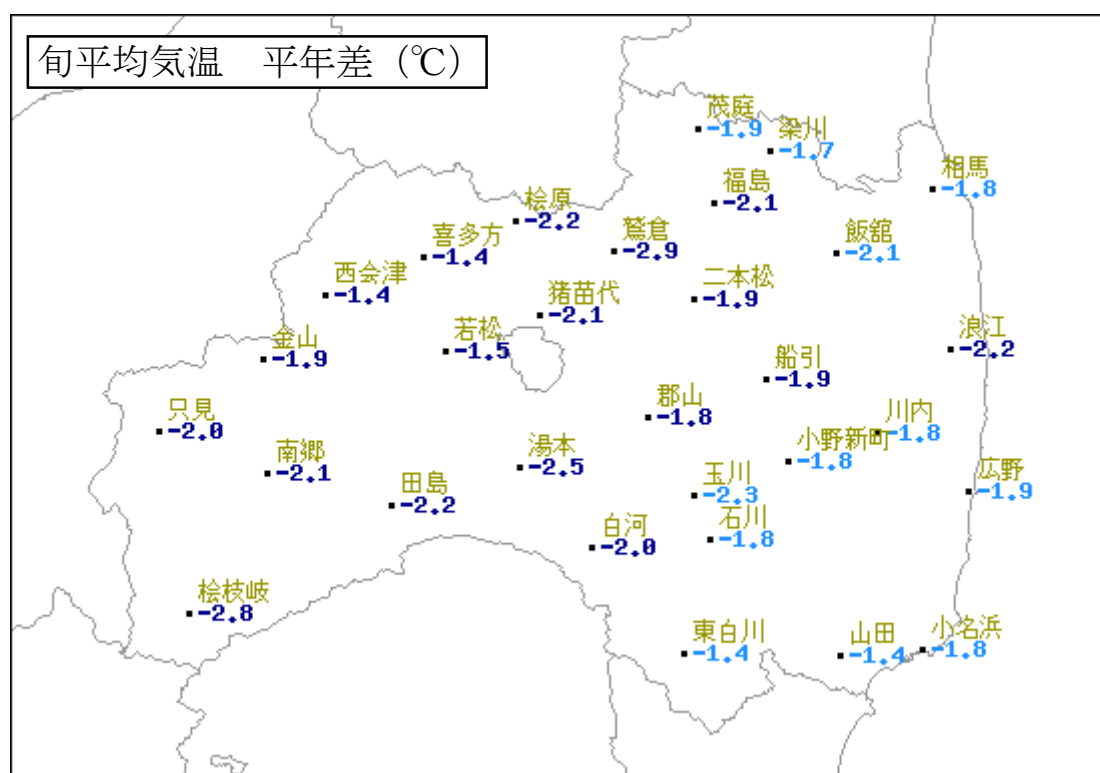 旬平均気温　平年差（℃）
茂庭
-1.9
梁川
-1.7
相馬
-1.8
福島
-2.1
桧原
-2.2
鷲倉
-2.9
飯舘
-2.1
喜多方
-1.4
西会津
-1.4
二本松
-1.9
猪苗代
-2.1
若松
-1.5
金山
-1.9
浪江
-2.2
船引
-1.9
郡山
-1.8
只見
-2.0
川内
-1.8
小野新町
-1.8
南郷
-2.1
湯本
-2.5
広野
-1.9
玉川
-2.3
田島
-2.2
石川
-1.8
白河
-2.0
桧枝岐
-2.8
東白川
-1.4
山田
-1.4
小名浜
-1.8